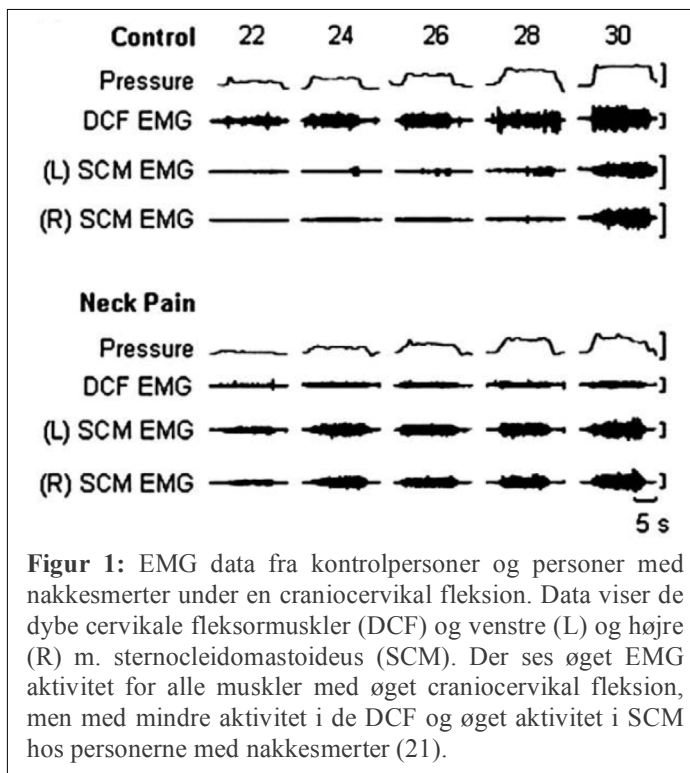 Control 22 24 26 28 30
Pressure
DCF EMG
(L) SCM EMG
(R) SCM EMG
Neck Pain
Pressure
DCF EMG
(L) SCM EMG
(R) SCM EMG
5 s
Figur 1: EMG data fra kontrolpersoner og personer med
nakkesmerter under en craniocervikal fleksion. Data viser de
dybe cervikale fleksormuskler (DCF) og venstre (L) og højre
(R) m. sternocleidomastoideus (SCM). Der ses øget EMG
aktivitet for alle muskler med øget craniocervikal fleksion,
men med mindre aktivitet i de DCF og øget aktivitet i SCM
hos personerne med nakkesmerter (21).